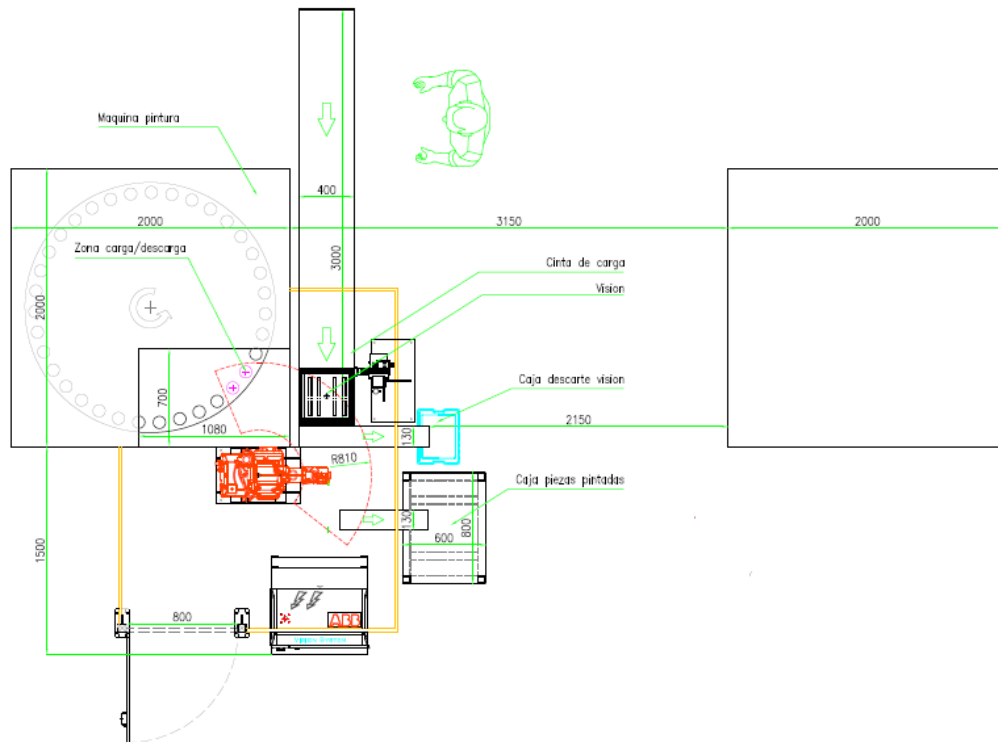 Maquina pintura
400
2000
3150
2000
Zona carga/descarga
3000
Cinta de carga
Vision
2000
Caja descarte vision
700
2150
1080
130
R810
Caja piezas pintadas
130
600
800
1500
800
ABB